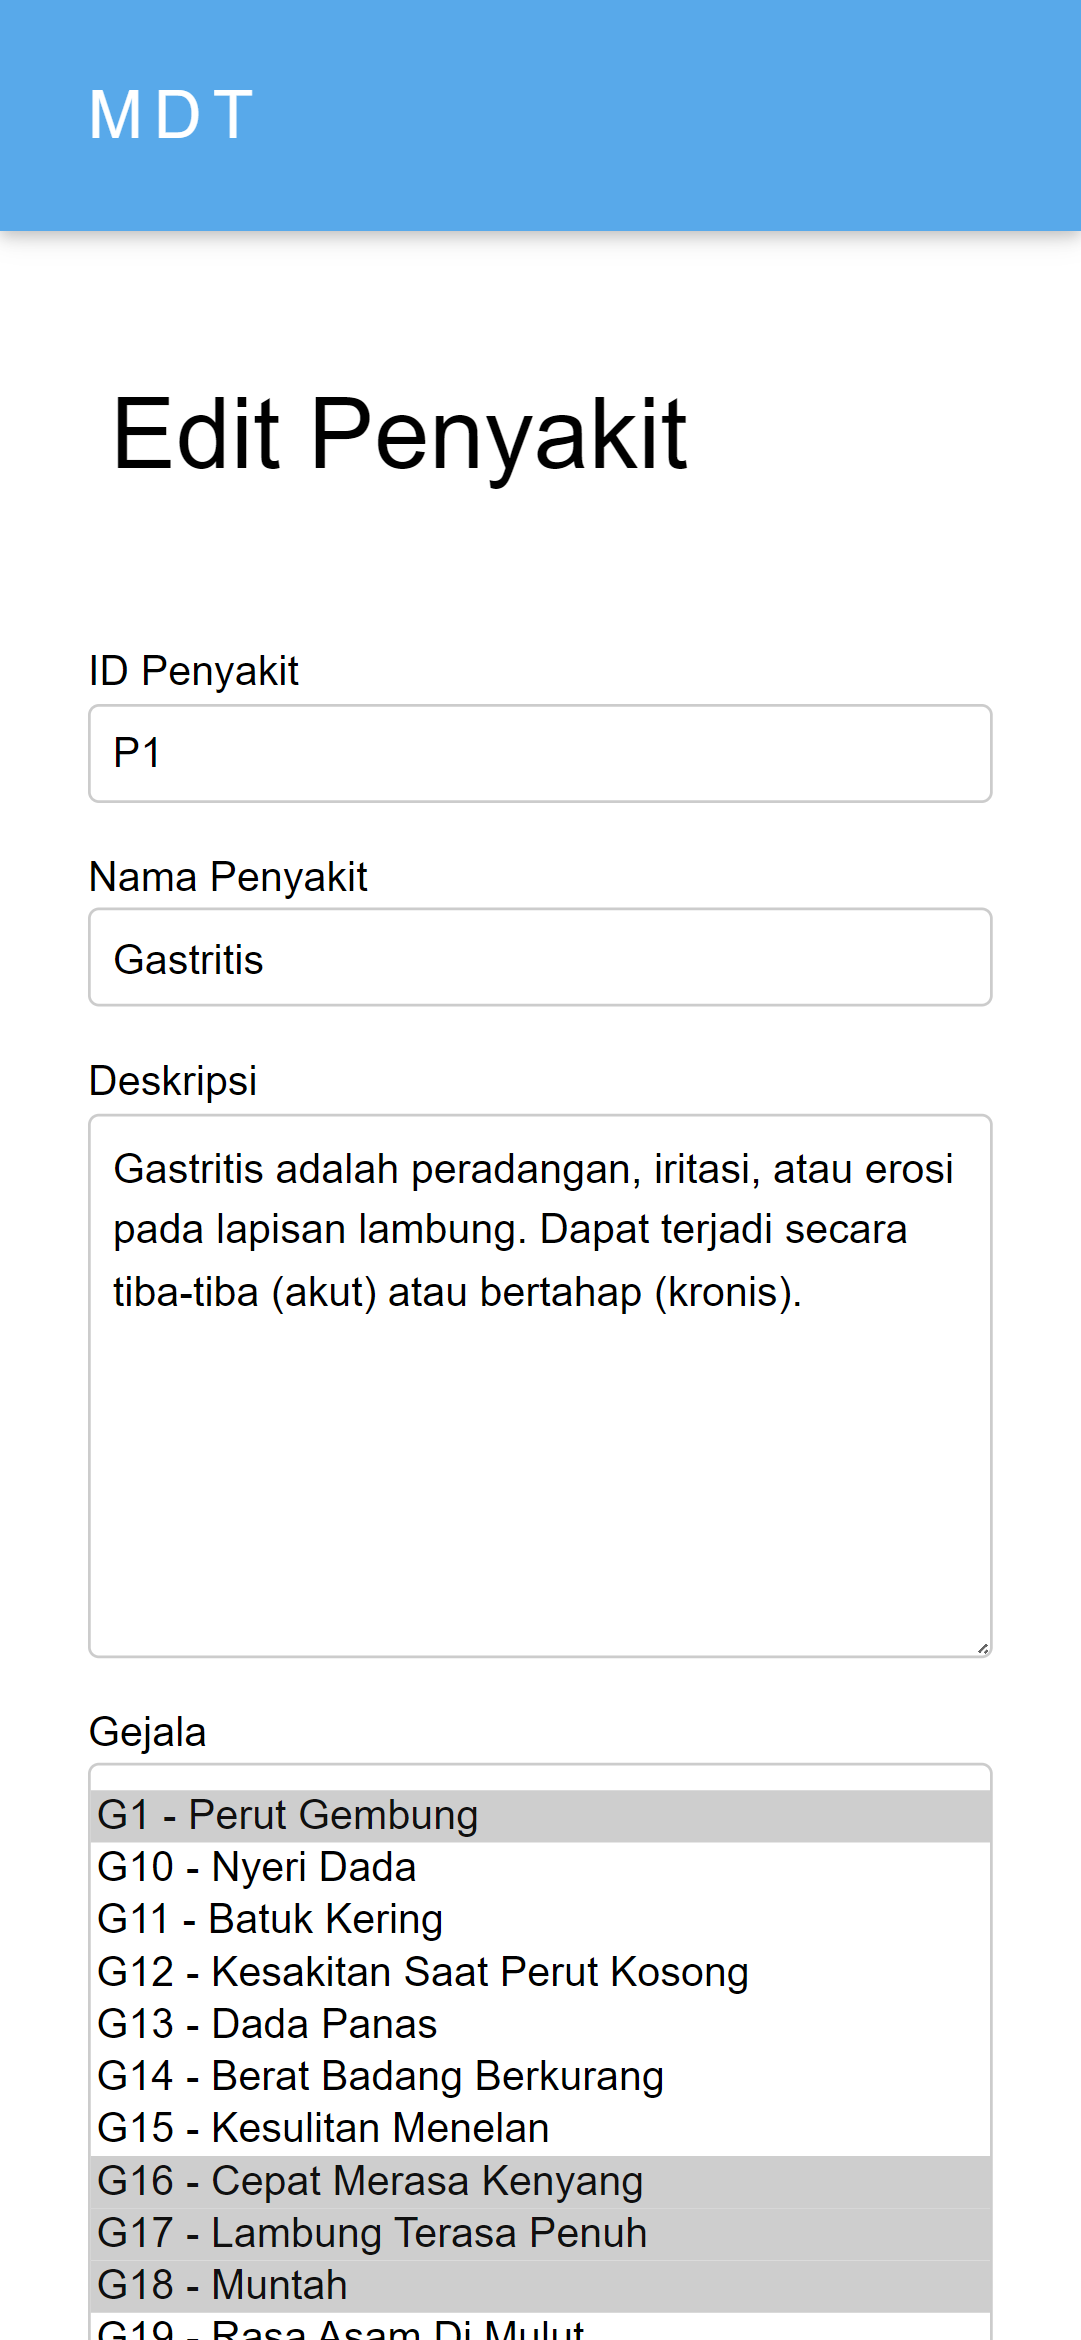 MDT
Edit Penyakit
ID Penyakit
P1
Nama Penyakit
Gastritis
Deskripsi
Gastritis adalah peradangan, iritasi, atau erosi
pada lapisan lambung. Dapat terjadi secara
tiba-tiba (akut) atau bertahap (kronis).
Gejala
G1 - Perut Gembung
G10 - Nyeri Dada
G11 - Batuk Kering
G12 - Kesakitan Saat Perut Kosong
G13 - Dada Panas
G14 - Berat Badang Berkurang
G15 - Kesulitan Menelan
G16 - Cepat Merasa Kenyang
G17 - Lambung Terasa Penuh
G18 - Muntah
G19 - Rasa Asam Di Mulut